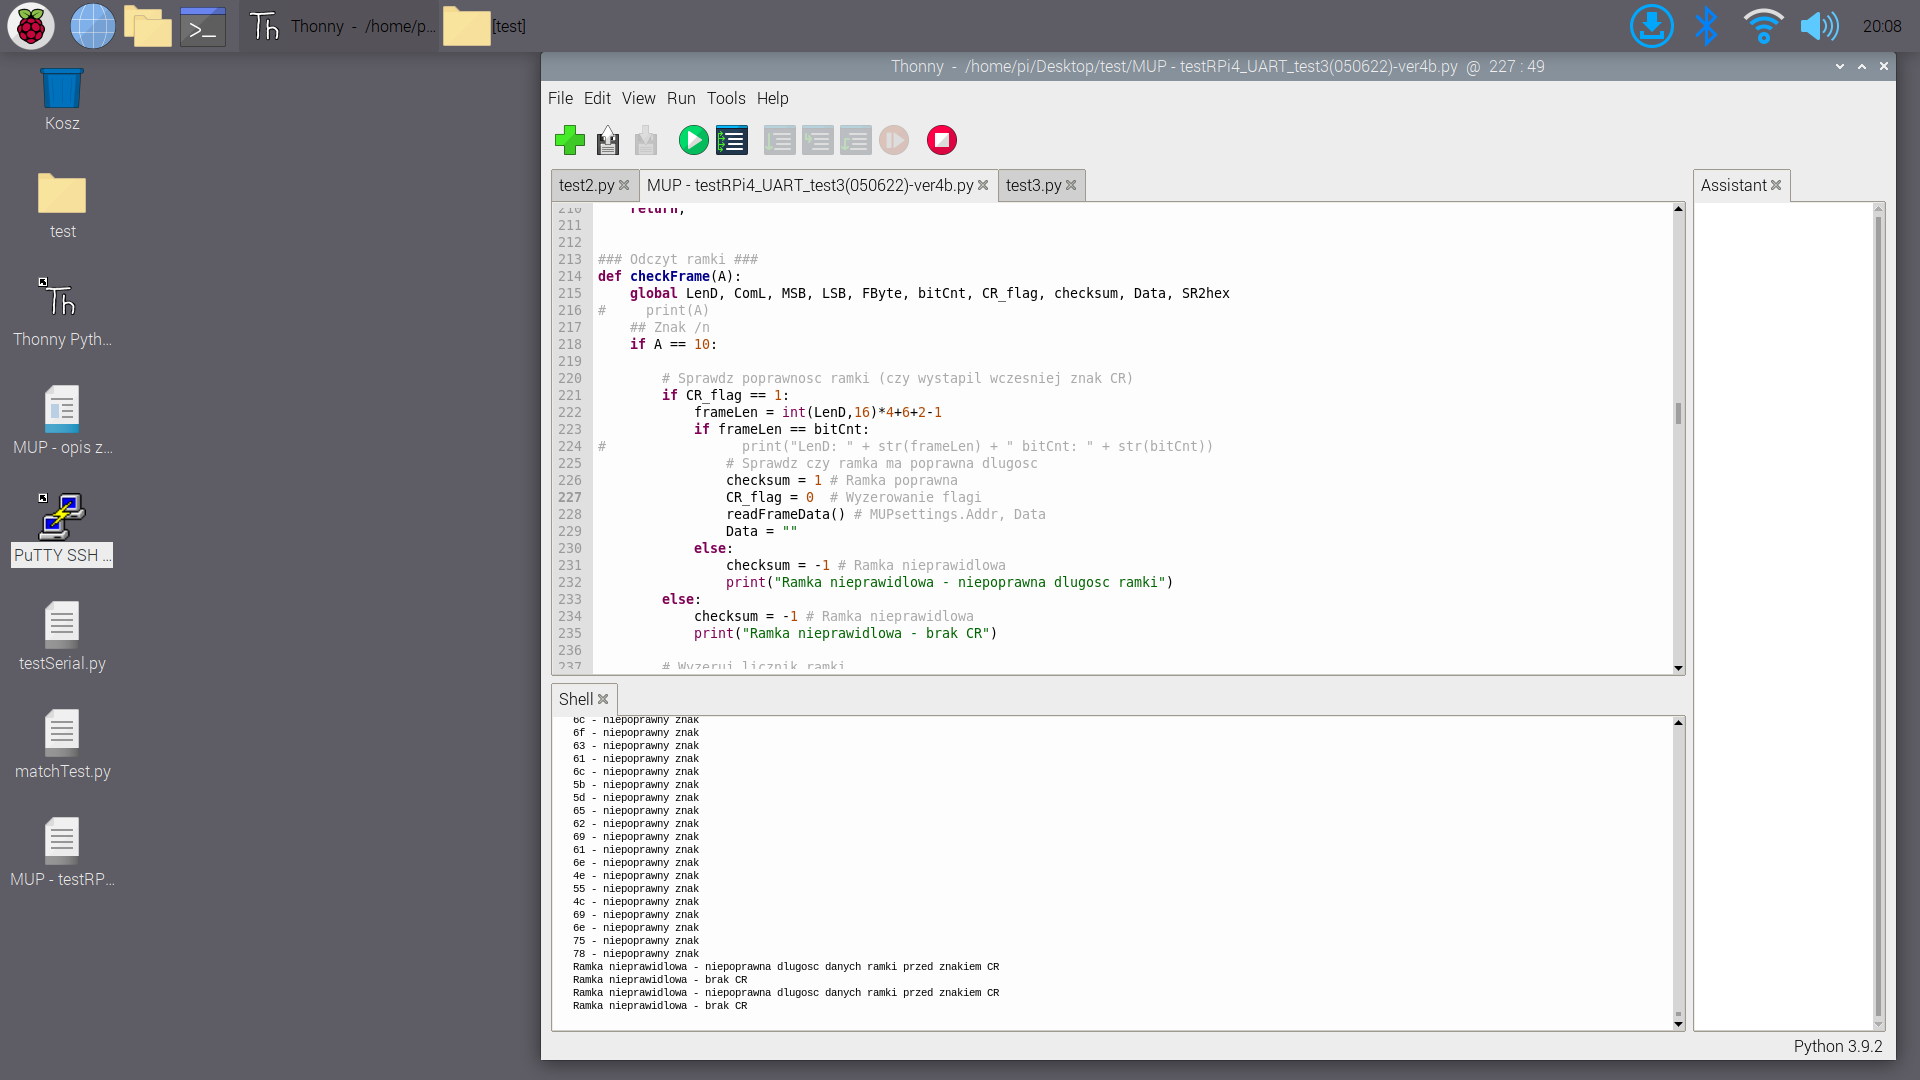 Thonny  -  /home/p...
[test]
20:08
Kosz
test
Thonny Pyth...
MUP - opis z...
PuTTY SSH ...
testSerial.py
matchTest.py
MUP - testRP...
Thonny  -  /home/pi/Desktop/test/MUP - testRPi4_UART_test3(050622)-ver4b.py  @  227 : 49
File Edit View Run Tools Help
test2.py
MUP - testRPi4_UART_test3(050622)-ver4b.py
test3.py
Assistant
210     return;
211
212
213 ### Odczyt ramki ###
214 def checkFrame(A):
215     global LenD, ComL, MSB, LSB, FByte, bitCnt, CR_flag, checksum, Data, SR2hex
216 #     print(A)
217     ## Znak /n
218     if A == 10:
219
220         # Sprawdz poprawnosc ramki (czy wystapil wczesniej znak CR)
221         if CR_flag == 1:
222             frameLen = int(LenD,16)*4+6+2-1
223             if frameLen == bitCnt:
224 #                 print("LenD: " + str(frameLen) + " bitCnt: " + str(bitCnt))
225                 # Sprawdz czy ramka ma poprawna dlugosc
226                 checksum = 1 # Ramka poprawna
227                 CR_flag = 0  # Wyzerowanie flagi
228                 readFrameData() # MUPsettings.Addr, Data
229                 Data = ""
230             else:
231                 checksum = -1 # Ramka nieprawidlowa
232                 print("Ramka nieprawidlowa - niepoprawna dlugosc ramki")
233         else:
234             checksum = -1 # Ramka nieprawidlowa
235             print("Ramka nieprawidlowa - brak CR")
236
237         # Wyzeruj licznik ramki
Shell
6c - niepoprawny znak
6f - niepoprawny znak
63 - niepoprawny znak
61 - niepoprawny znak
6c - niepoprawny znak
5b - niepoprawny znak
5d - niepoprawny znak
65 - niepoprawny znak
62 - niepoprawny znak
69 - niepoprawny znak
61 - niepoprawny znak
6e - niepoprawny znak
4e - niepoprawny znak
55 - niepoprawny znak
4c - niepoprawny znak
69 - niepoprawny znak
6e - niepoprawny znak
75 - niepoprawny znak
78 - niepoprawny znak
Ramka nieprawidlowa - niepoprawna dlugosc danych ramki przed znakiem CR
Ramka nieprawidlowa - brak CR
Ramka nieprawidlowa - niepoprawna dlugosc danych ramki przed znakiem CR
Ramka nieprawidlowa - brak CR
Python 3.9.2